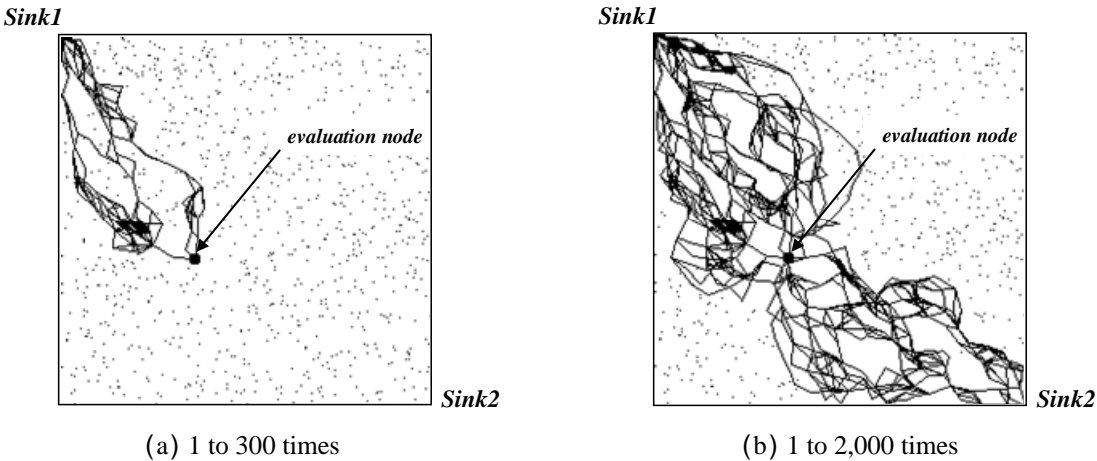 Sink1
evaluation node
Sink2
(a) 1 to 300 times
Sink1
evaluation node
Sink2
(b) 1 to 2,000 times